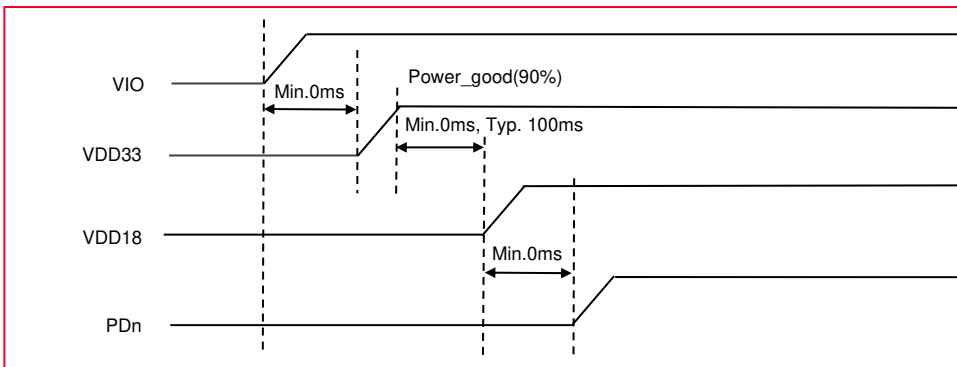 VIO
Min.0ms
Power_good(90%)
VDD33
Min.0ms, Typ. 100ms
VDD18
Min.0ms
PDn